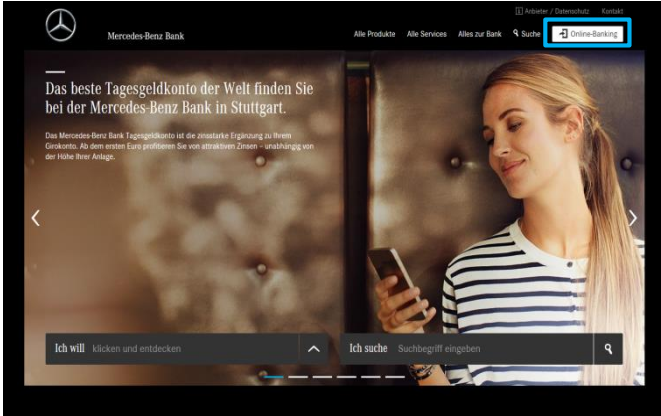 Anbieter / Datenschutz Kontakt
Mercedes-Benz Bank
Alle Produkte Alle Services Alles zur Bank Suche Online-Banking
Das beste Tagesgeldkonto der Welt finden Sie
bei der Mercedes-Benz Bank in Stuttgart.
Das Mercedes-Benz Bank Tagesgeldkonto ist die zinsstarke Ergänzung zu Ihrem
Girokonto. Ab dem ersten Euro profitieren Sie von attraktiven Zinsen – unabhängig von
der Höhe Ihrer Anlage.
Ich will klicken und entdecken
Ich suche Suchbegriff eingeben